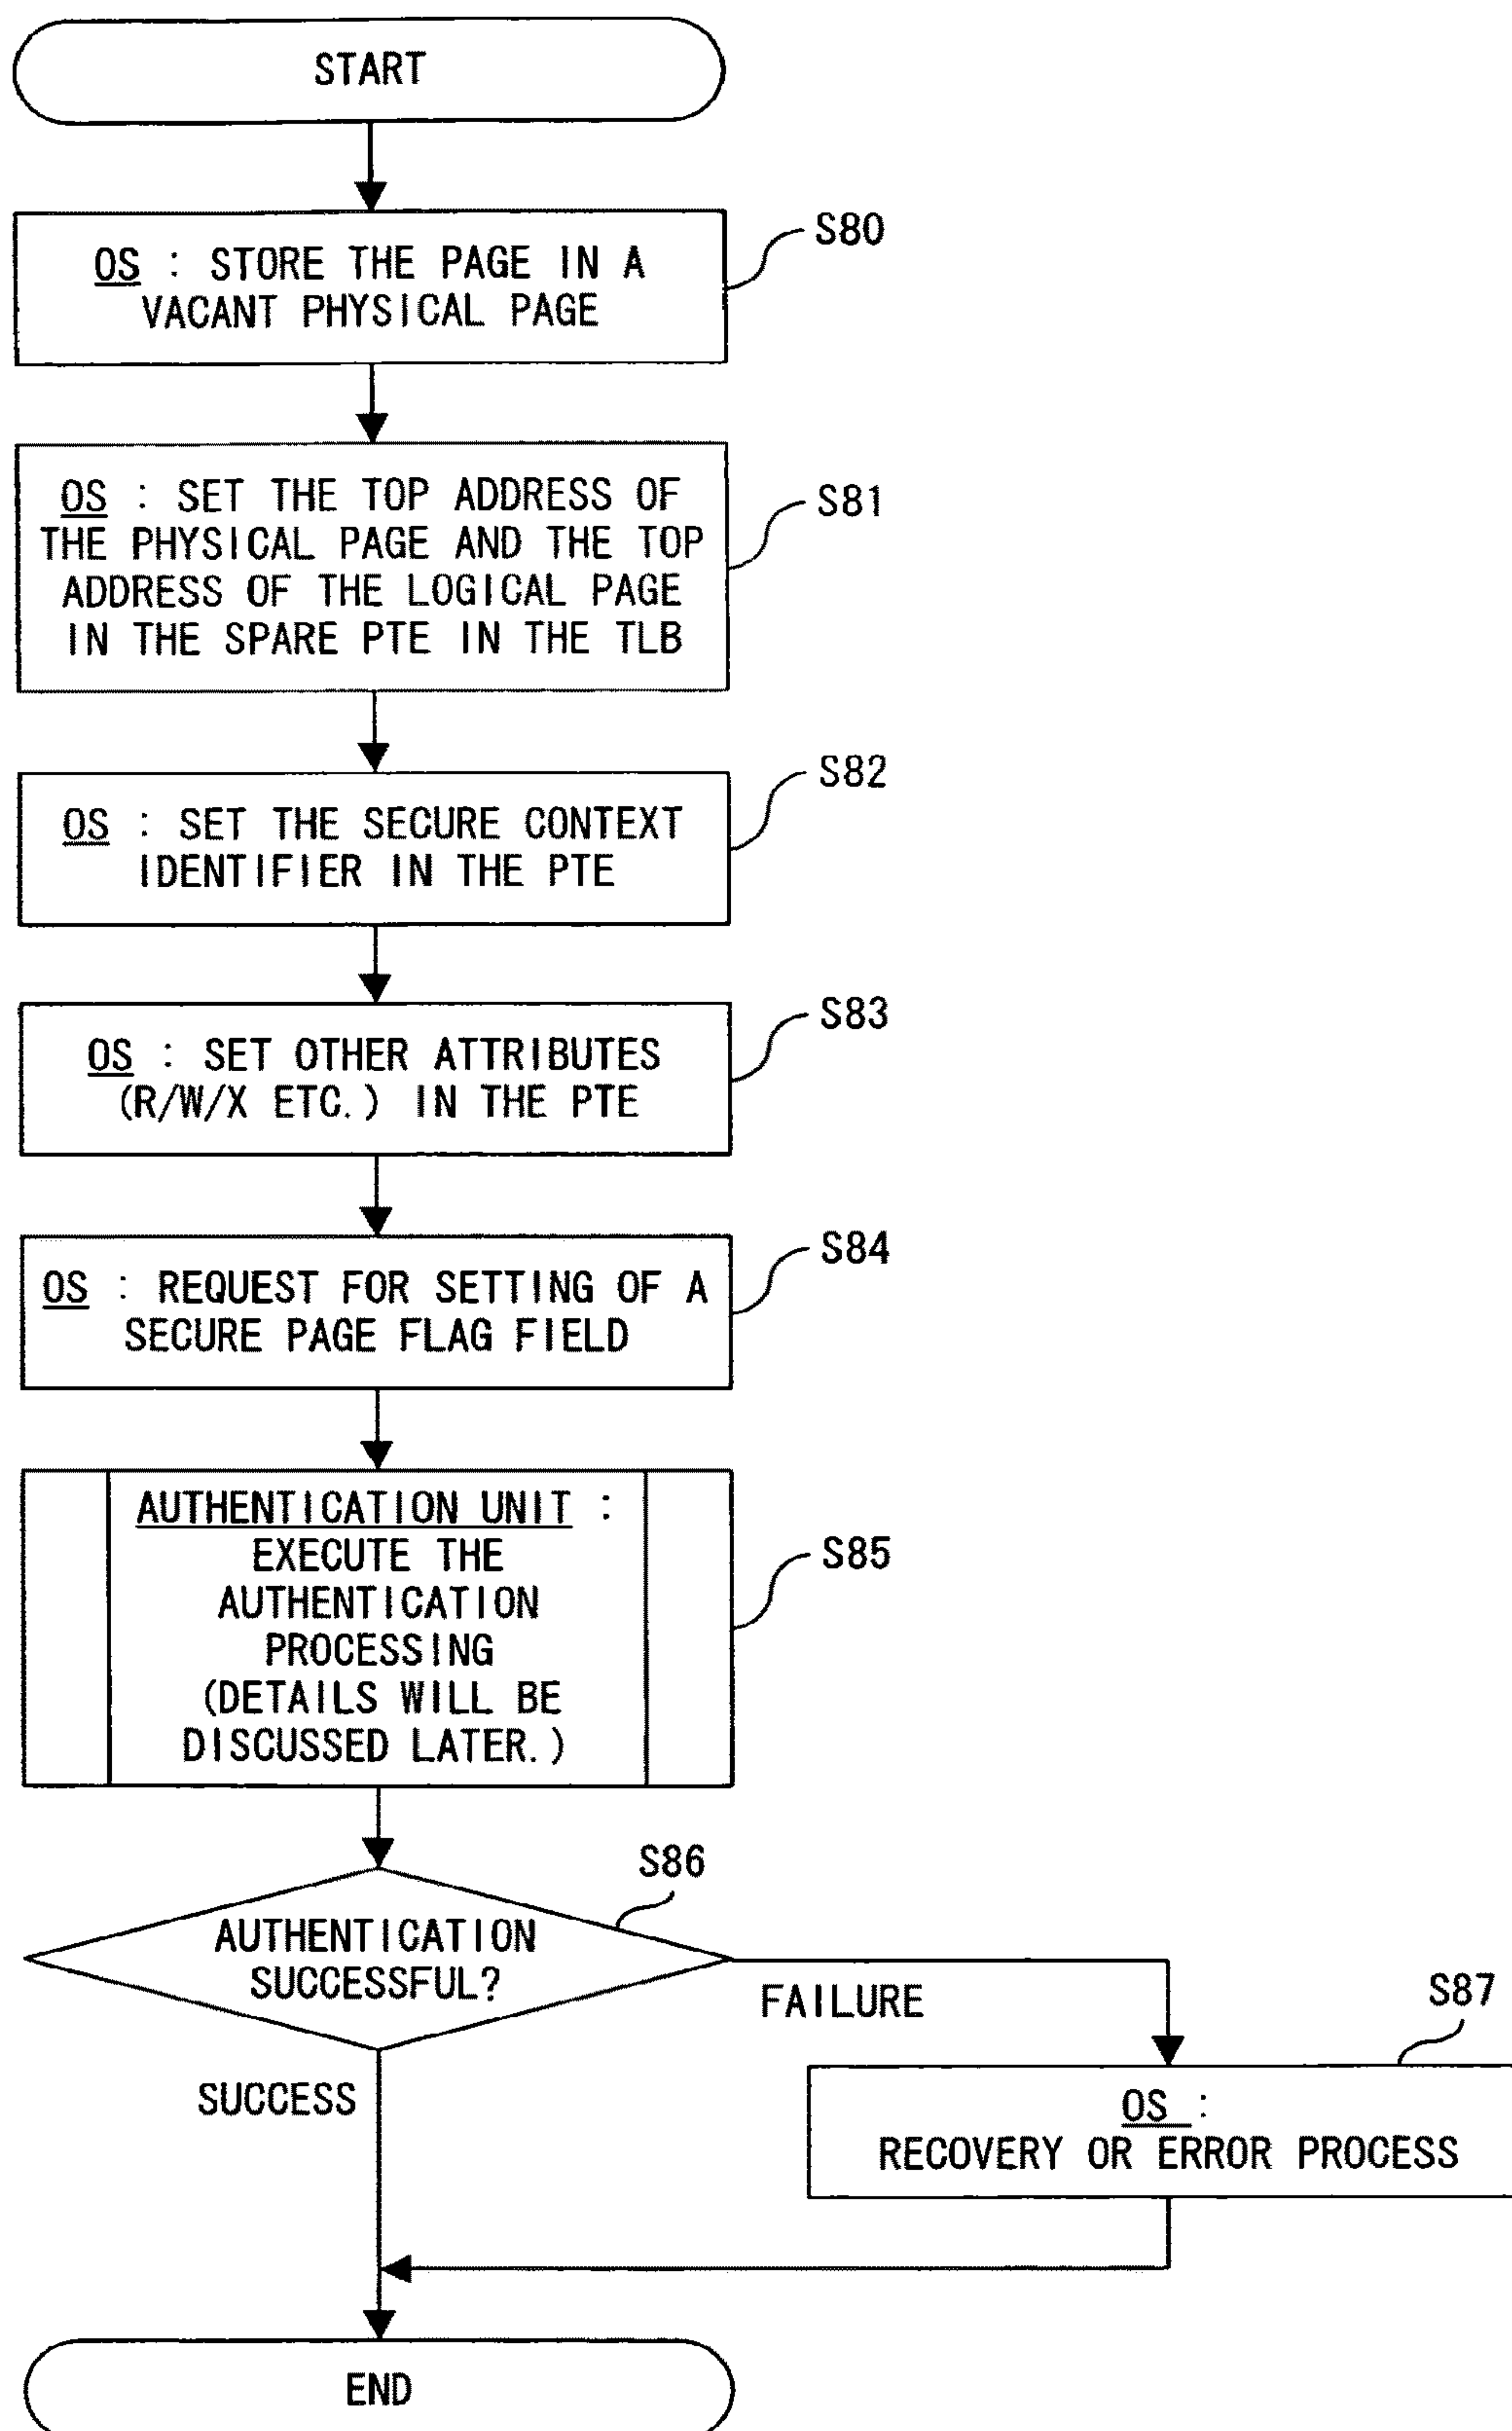 START
S80
OS : STORE THE PAGE IN A
VACANT PHYSICAL PAGE
S81
OS : SET THE TOP ADDRESS OF
THE PHYSICAL PAGE AND THE TOP
ADDRESS OF THE LOGICAL PAGE
IN THE SPARE PTE IN THE TLB
S82
OS : SET THE SECURE CONTEXT
IDENTIFIER IN THE PTE
S83
OS : SET OTHER ATTRIBUTES
(R/W/X ETC.) IN THE PTE
S84
OS : REQUEST FOR SETTING OF A
SECURE PAGE FLAG FIELD
S85
AUTHENTICATION UNIT :
EXECUTE THE
AUTHENTICATION
PROCESSING
(DETAILS WILL BE
DISCUSSED LATER.)
S86
AUTHENTICATION
SUCCESSFUL?
FAILURE
S87
SUCCESS
OS :
RECOVERY OR ERROR PROCESS
END